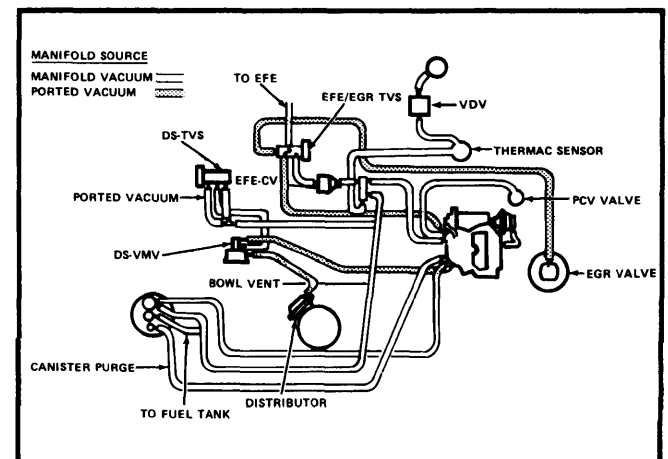 MANIFOLD SOURCE
MANIFOLD VACUUM
PORTED VACUUM
TO EFE
EFE/EGR TVS
VDV
DS-TVS
THERMAC SENSOR
EFE-CV
PORTED VACUUM
PCV VALVE
DS-VMV
EGR VALVE
BOWL VENT
CANISTER PURGE
DISTRIBUTOR
TO FUEL TANK